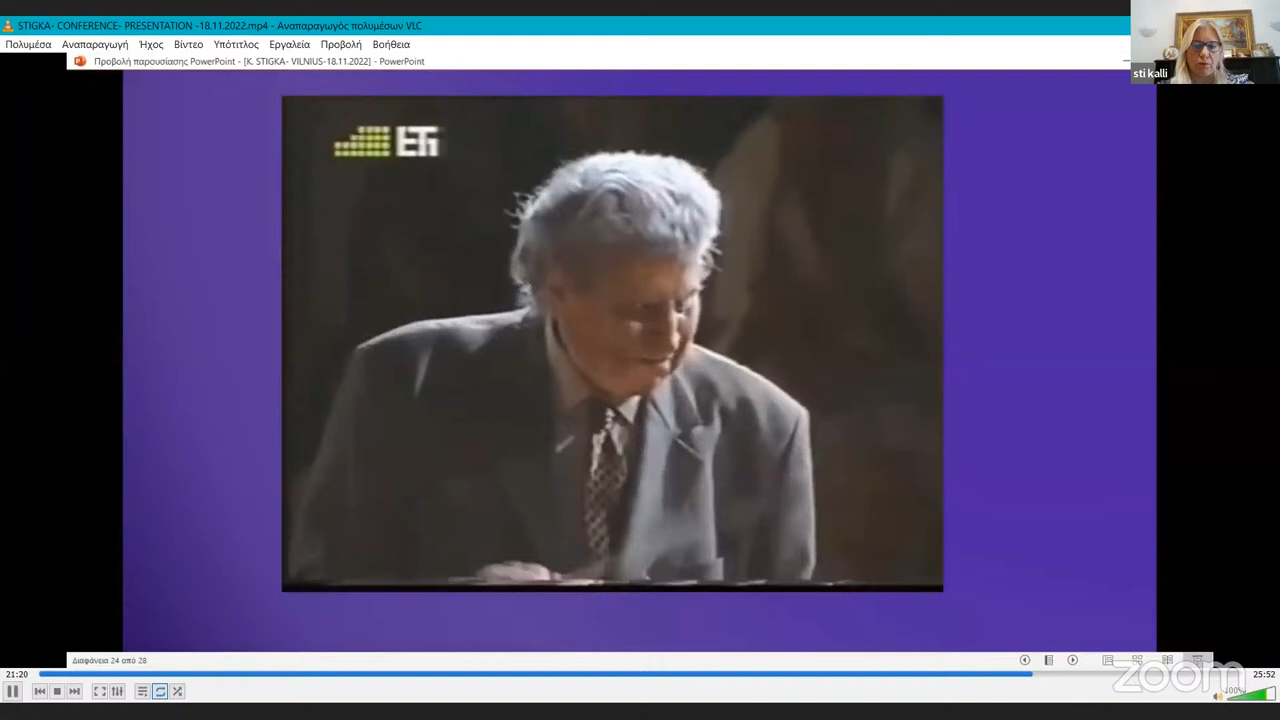 STIGKA- CONFERENCE- PRESENTATION -18.11.2022.mp4 - Αναπαραγωγός πολυμέσων VLC
Πολυμέσα Αναπαραγωγή Ήχος Βίντεο Υπότιτλος Εργαλεία Προβολή Βοήθεια
Προβολή παρουσίασης PowerPoint - [K. STIGKA- VILNIUS-18.11.2022] - PowerPoint
sti kalli
ET1
Διαφάνεια 24 από 28
zoom
21:20
25:52
100%